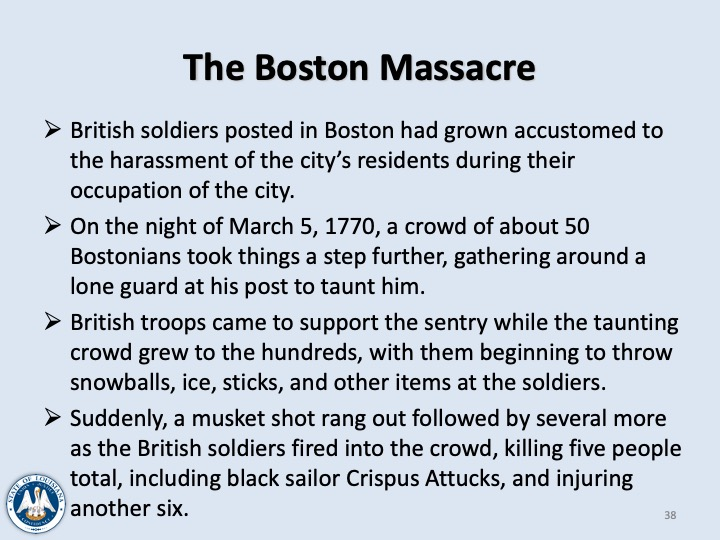 The Boston Massacre
➢ British soldiers posted in Boston had grown accustomed to
the harassment of the city’s residents during their
occupation of the city.
➢ On the night of March 5, 1770, a crowd of about 50
Bostonians took things a step further, gathering around a
lone guard at his post to taunt him.
➢ British troops came to support the sentry while the taunting
crowd grew to the hundreds, with them beginning to throw
snowballs, ice, sticks, and other items at the soldiers.
➢ Suddenly, a musket shot rang out followed by several more
as the British soldiers fired into the crowd, killing five people
total, including black sailor Crispus Attucks, and injuring
another six.
STATE OF LOUISIANA
CONFIDENCE
38